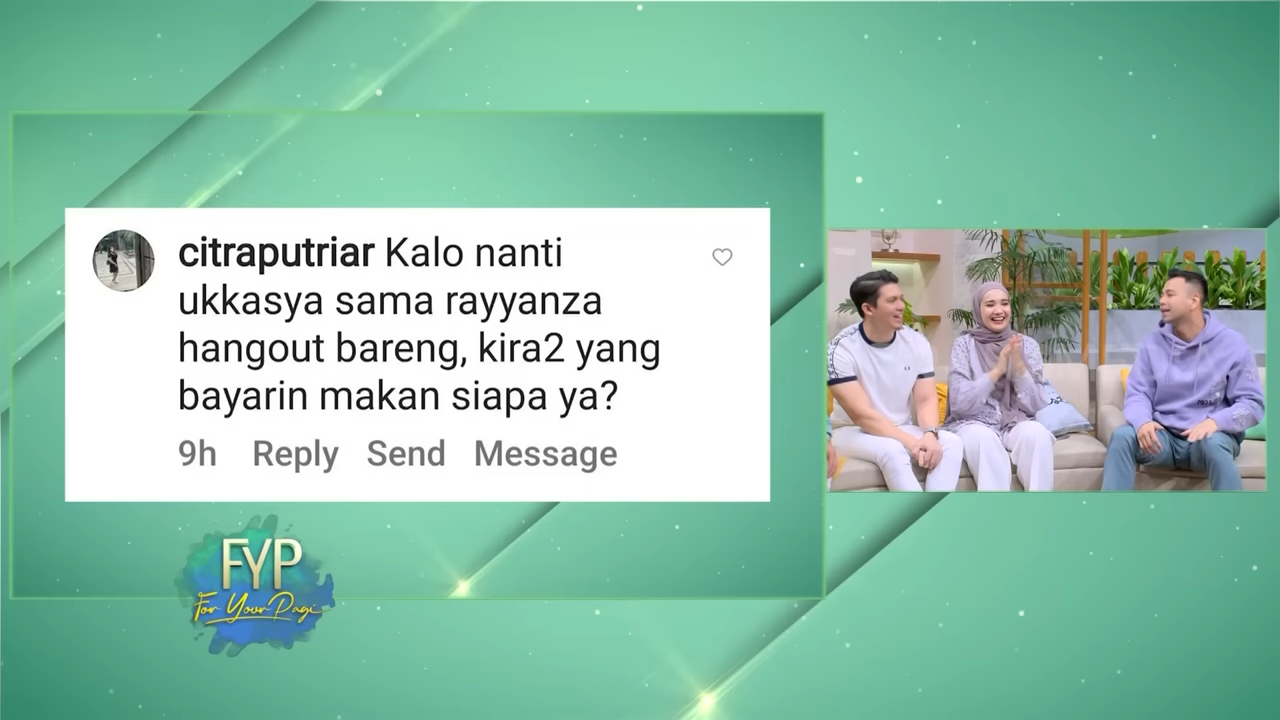 citraputriar Kalo nanti
ukkasya sama rayyanza
hangout bareng, kira2 yang
bayarin makan siapa ya?
9h Reply Send Message
FYP
For Your Pagi